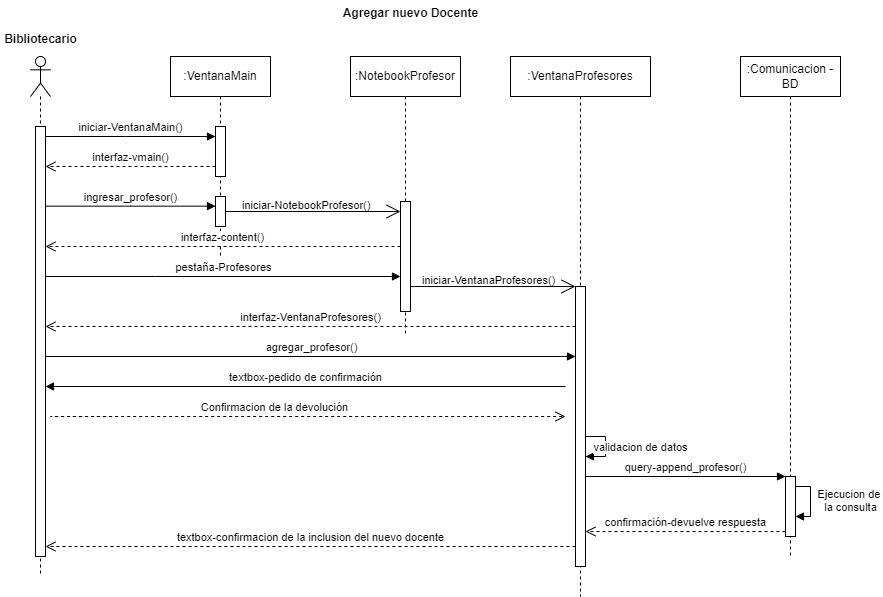 Agregar nuevo Docente
Bibliotecario
:VentanaMain
:NotebookProfesor
:VentanaProfesores
:Comunicacion -
BD
iniciar-VentanaMain()
interfaz-vmain()
ingresar_profesor()
iniciar-NotebookProfesor()
interfaz-content()
pestaña-Profesores
iniciar-VentanaProfesores()
interfaz-VentanaProfesores()
agregar_profesor()
textbox-pedido de confirmación
Confirmacion de la devolución
validacion de datos
query-append_profesor()
Ejecucion de
la consulta
confirmación-devuelve respuesta
textbox-confirmacion de la inclusion del nuevo docente